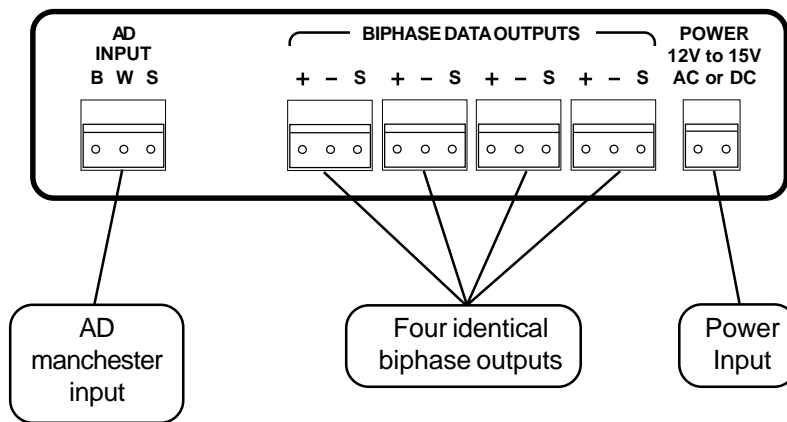 AD
INPUT
B W S
BIPHASE DATA OUTPUTS
+ – S + – S + – S + – S
POWER
12V to 15V
AC or DC
AD
manchester
input
Four identical
biphase outputs
Power
Input